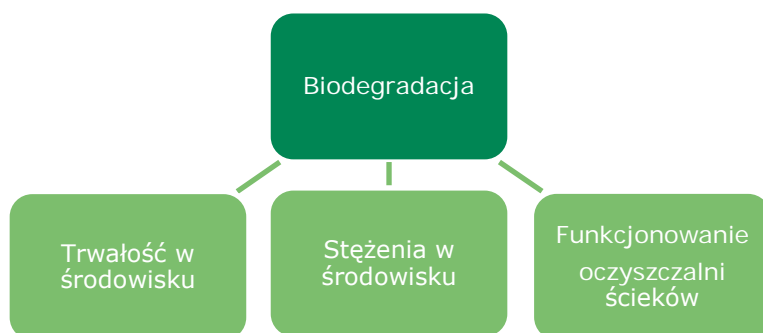 Biodegradacja
Trwałość w
środowisku
Stężenia w
środowisku
Funkcjonowanie
oczyszczalni
ścieków